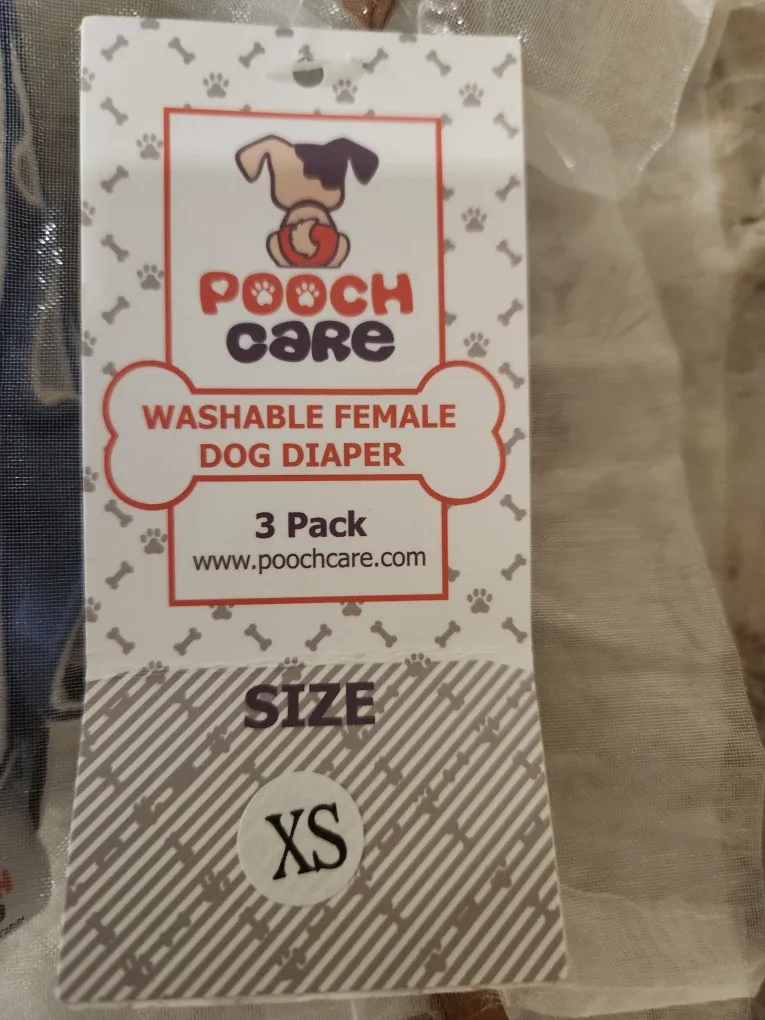 POOCH
CARE
WASHABLE FEMALE
DOG DIAPER
3 Pack
www.poochcare.com
SIZE
XS